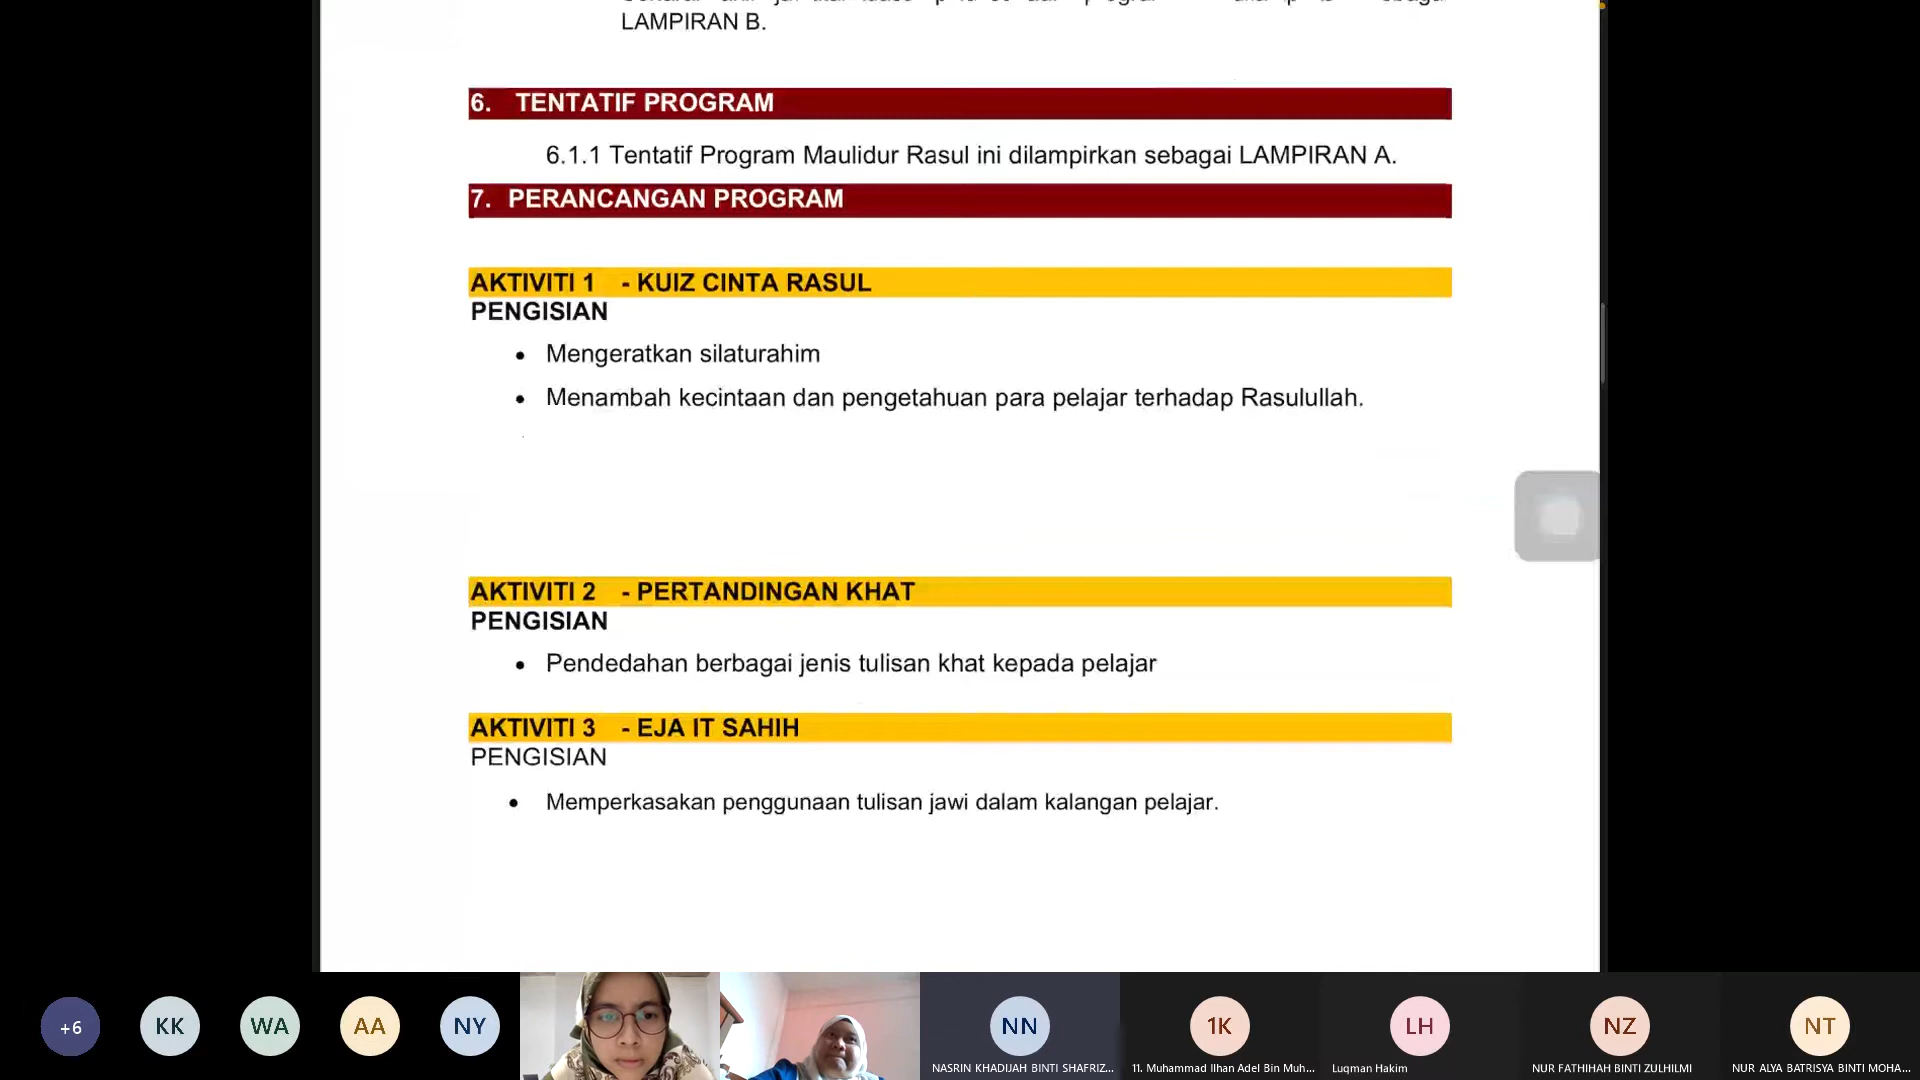 LAMPIRAN B.
6. TENTATIF PROGRAM
6.1.1 Tentatif Program Maulidur Rasul ini dilampirkan sebagai LAMPIRAN A.
7. PERANCANGAN PROGRAM
AKTIVITI 1 - KUIZ CINTA RASUL
PENGISIAN
• Mengeratkan silaturahim
• Menambah kecintaan dan pengetahuan para pelajar terhadap Rasulullah.
AKTIVITI 2 - PERTANDINGAN KHAT
PENGISIAN
• Pendedahan berbagai jenis tulisan khat kepada pelajar
AKTIVITI 3 - EJA IT SAHIH
PENGISIAN
• Memperkasakan penggunaan tulisan jawi dalam kalangan pelajar.
+6 KK WA AA NY NN 1K LH NZ NT
NASRIN KHADIJAH BINTI SHAFRIZ... 11. Muhammad Ilhan Adel Bin Muh... Luqman Hakim NUR FATHIHAH BINTI ZULHILMI NUR ALYA BATRISYA BINTI MOHA...